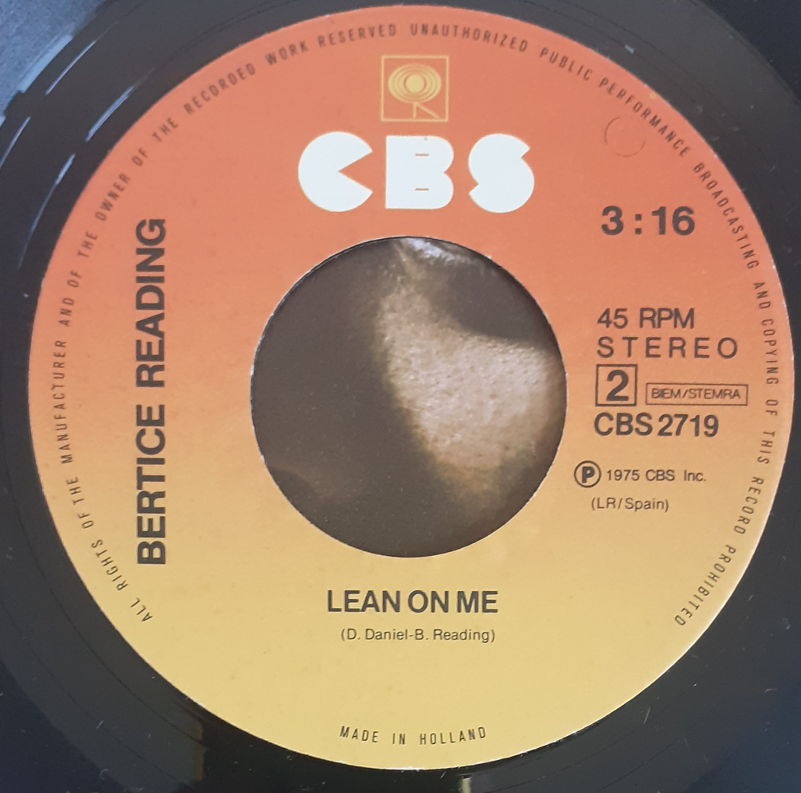 ALL RIGHTS OF THE MANUFACTURER AND OF THE OWNER OF THE RECORDED WORK RESERVED UNAUTHORIZED PUBLIC PERFORMANCE BROADCASTING AND COPYING OF THIS RECORD PROHIBITED
CBS
BERTICE READING
3:16
45 RPM
STEREO
2 BIEM/STEMRA
CBS 2719
Ⓟ 1975 CBS Inc.
(LR/Spain)
LEAN ON ME
(D. Daniel-B. Reading)
MADE IN HOLLAND